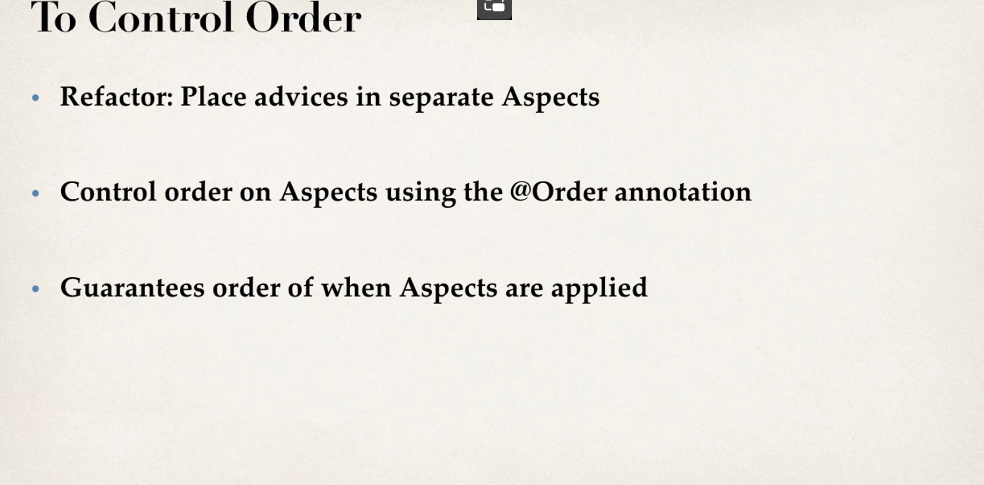 To Control Order
Refactor: Place advices in separate Aspects
Control order on Aspects using the @Order annotation
Guarantees order of when Aspects are applied